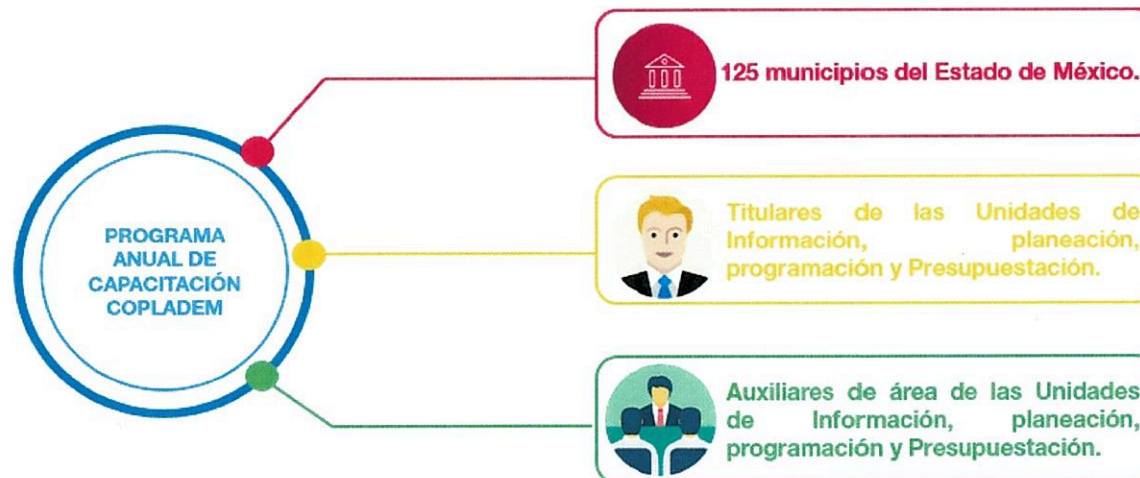 PROGRAMA
ANUAL DE
CAPACITACIÓN
COPLADEM
125 municipios del Estado de México.
Titulares de las Unidades de
Información, planeación,
programación y Presupuestación.
Auxiliares de área de las Unidades
de Información, planeación,
programación y Presupuestación.